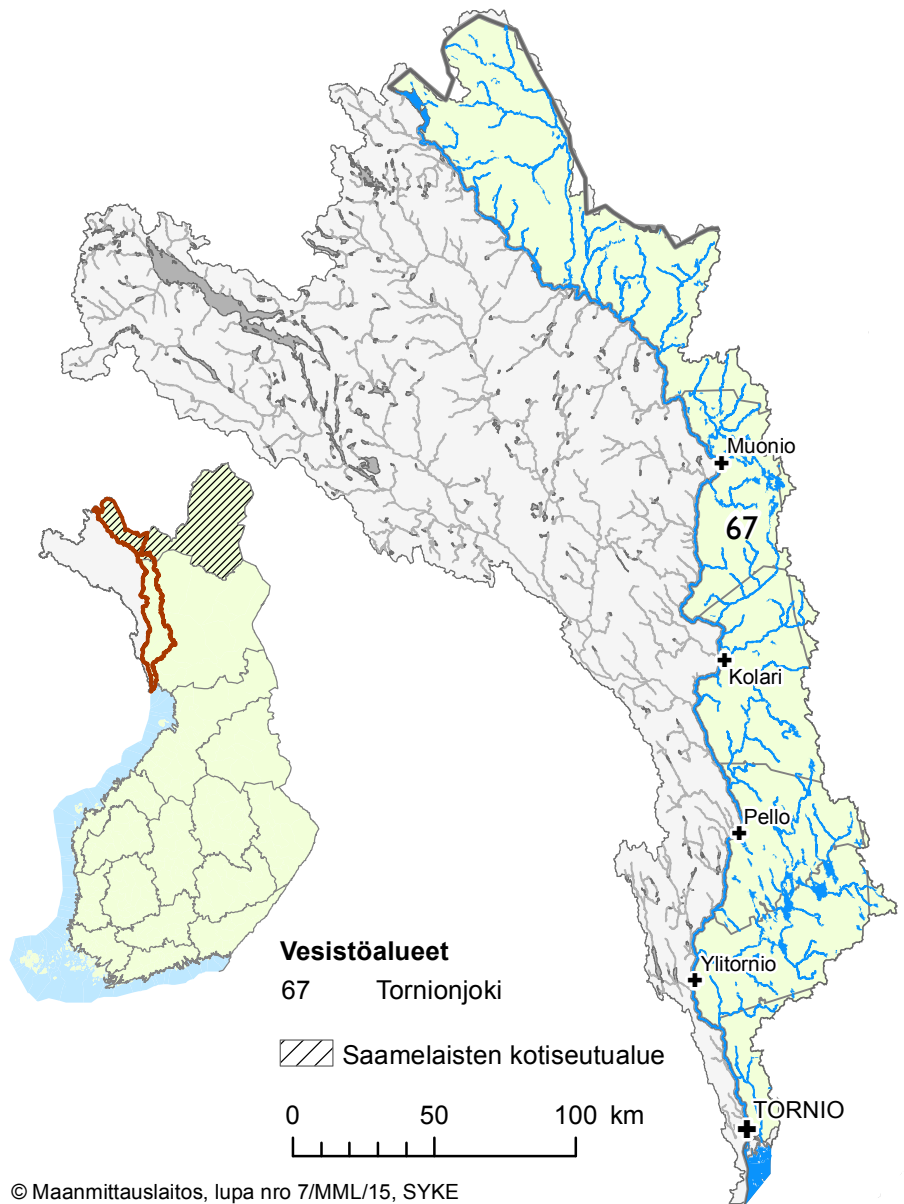 Muonio
67
Kolari
Pello
Vesistöalueet
Ylitornio
67 Tornionjoki
Saamelaisten kotiseutualue
0 50 100 km
TORNIO
© Maanmittauslaitos, lupa nro 7/MML/15, SYKE